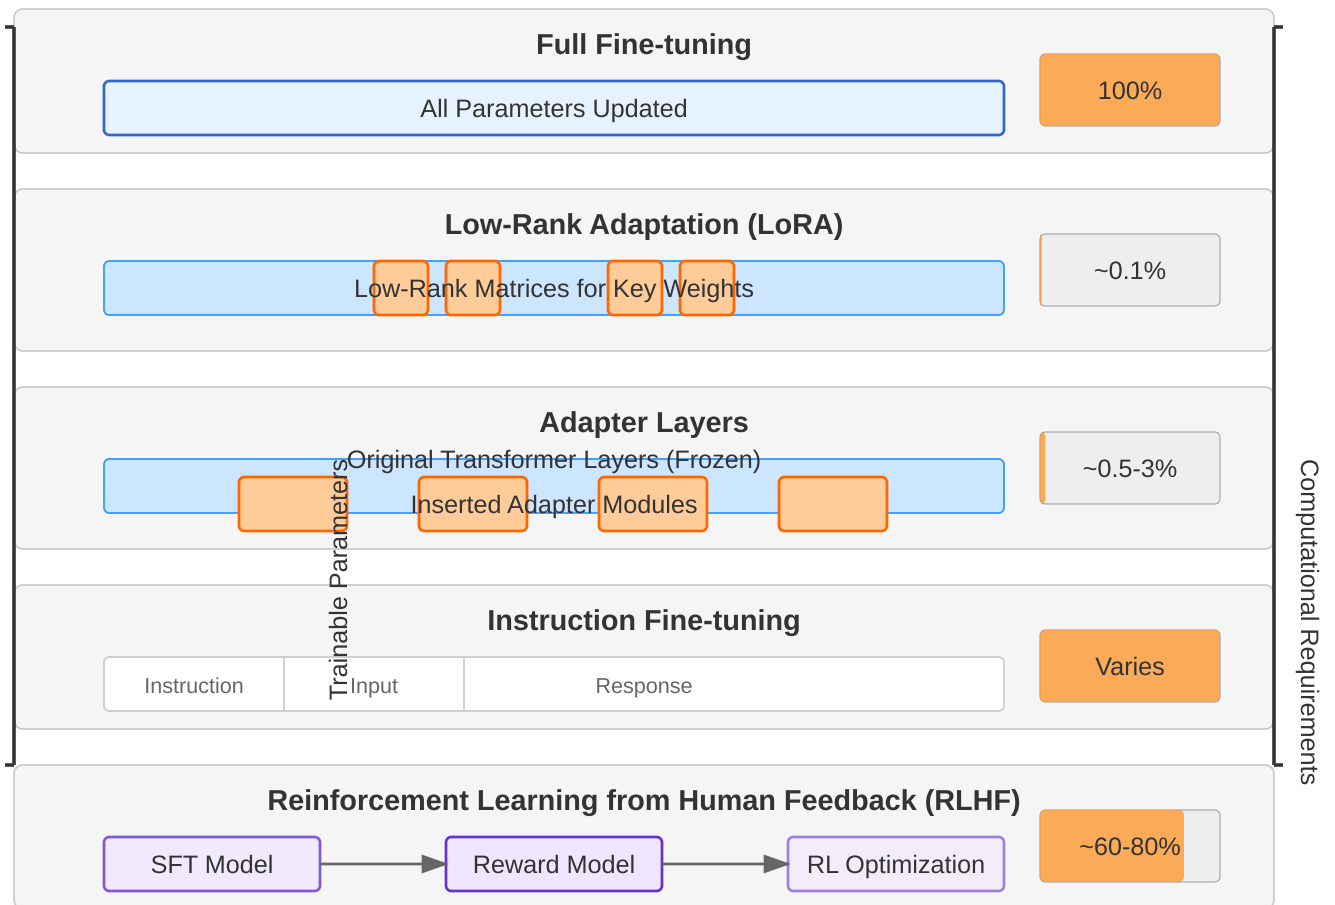 Full Fine-tuning
All Parameters Updated
100%
Low-Rank Adaptation (LoRA)
Low-Rank Matrices for Key Weights
~0.1%
Adapter Layers
Original Transformer Layers (Frozen)
Inserted Adapter Modules
~0.5-3%
Trainable Parameters
Computational Requirements
Instruction Fine-tuning
Instruction
Input
Response
Varies
Reinforcement Learning from Human Feedback (RLHF)
SFT Model
Reward Model
RL Optimization
~60-80%